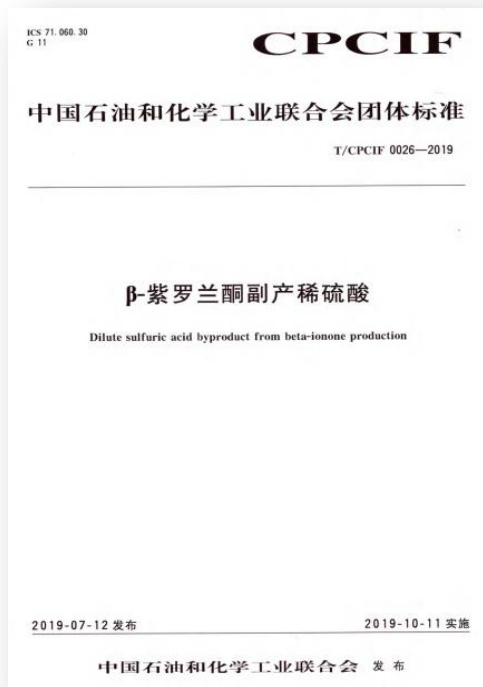 ICS 71.060.30
G 11
CPCIF
中国石油和化学工业联合会团体标准
T/CPCIF 0026—2019
β-紫罗兰酮副产稀硫酸
Dilute sulfuric acid byproduct from beta-ionone production
2019-07-12 发布
2019-10-11 实施
中国石油和化学工业联合会 发布